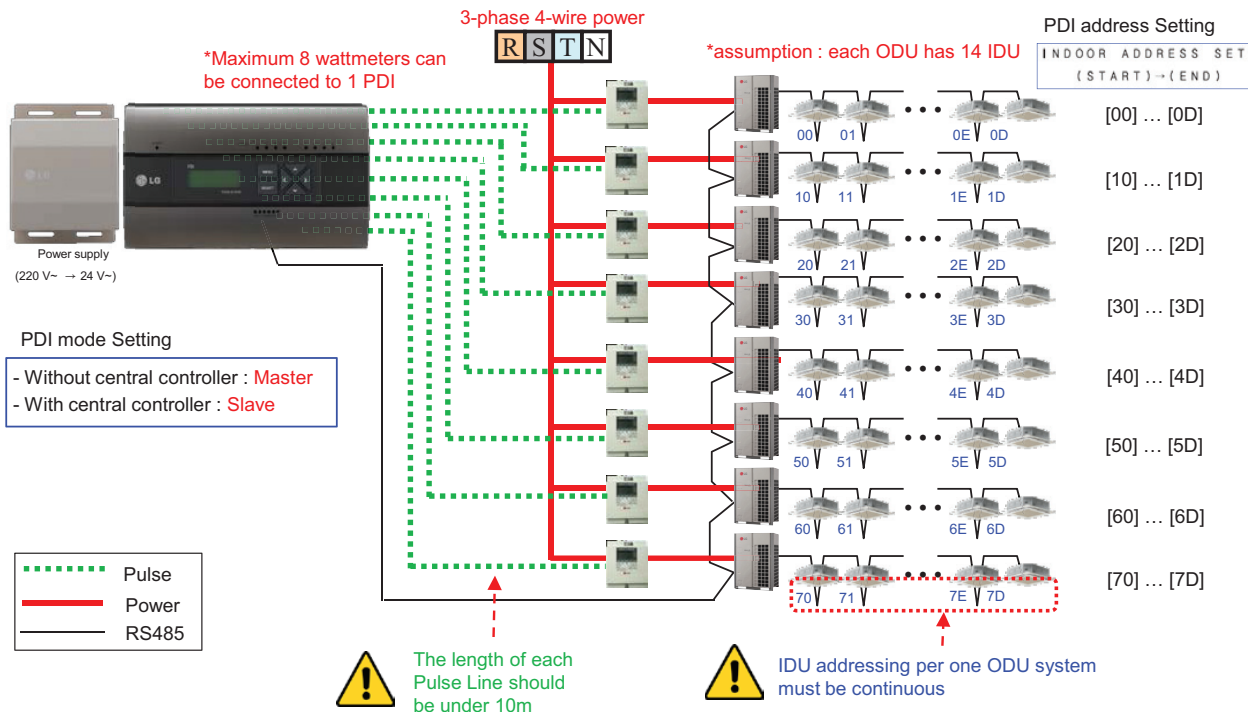 3-phase 4-wire power
R S T N
*Maximum 8 wattmeters can
be connected to 1 PDI
*assumption : each ODU has 14 IDU
PDI address Setting
INDOOR ADDRESS SET
(START)→(END)
LG
LG
Power supply
(220 V~ → 24 V~)
PDI mode Setting
- Without central controller : Master
- With central controller : Slave
00 01 0E 0D
[00] ... [0D]
10 11 1E 1D
[10] ... [1D]
20 21 2E 2D
[20] ... [2D]
30 31 3E 3D
[30] ... [3D]
40 41 4E 4D
[40] ... [4D]
50 51 5E 5D
[50] ... [5D]
60 61 6E 6D
[60] ... [6D]
70 71 7E 7D
[70] ... [7D]
Pulse
Power
RS485
The length of each
Pulse Line should
be under 10m
IDU addressing per one ODU system
must be continuous